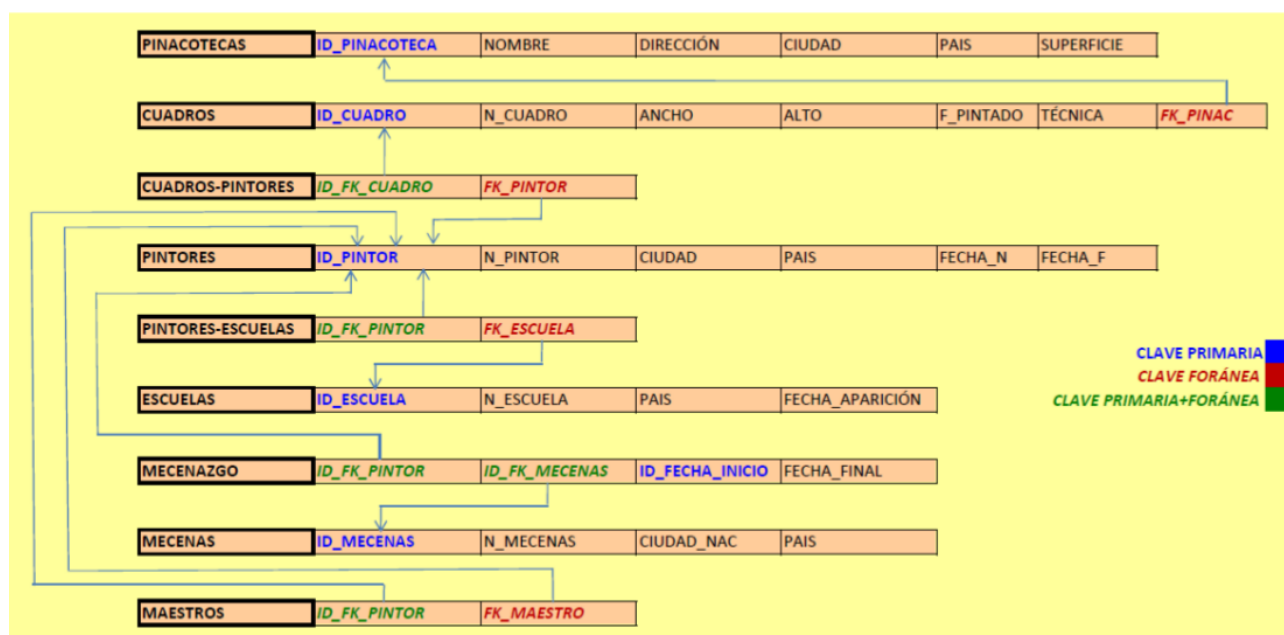 PINACOTECAS ID_PINACOTECA NOMBRE DIRECCIÓN CIUDAD PAIS SUPERFICIE
CUADROS ID_CUADRO N_CUADRO ANCHO ALTO F_PINTADO TÉCNICA FK_PINAC
CUADROS-PINTORES ID_FK_CUADRO FK_PINTOR
PINTORES ID_PINTOR N_PINTOR CIUDAD PAIS FECHA_N FECHA_F
PINTORES-ESCUELAS ID_FK_PINTOR FK_ESCUELA
CLAVE PRIMARIA
CLAVE FORÁNEA
CLAVE PRIMARIA+FORÁNEA
ESCUELAS ID_ESCUELA N_ESCUELA PAIS FECHA_APARICIÓN
MECENAZGO ID_FK_PINTOR ID_FK_MECENAS ID_FECHA_INICIO FECHA_FINAL
MECENAS ID_MECENAS N_MECENAS CIUDAD_NAC PAIS
MAESTROS ID_FK_PINTOR FK_MAESTRO